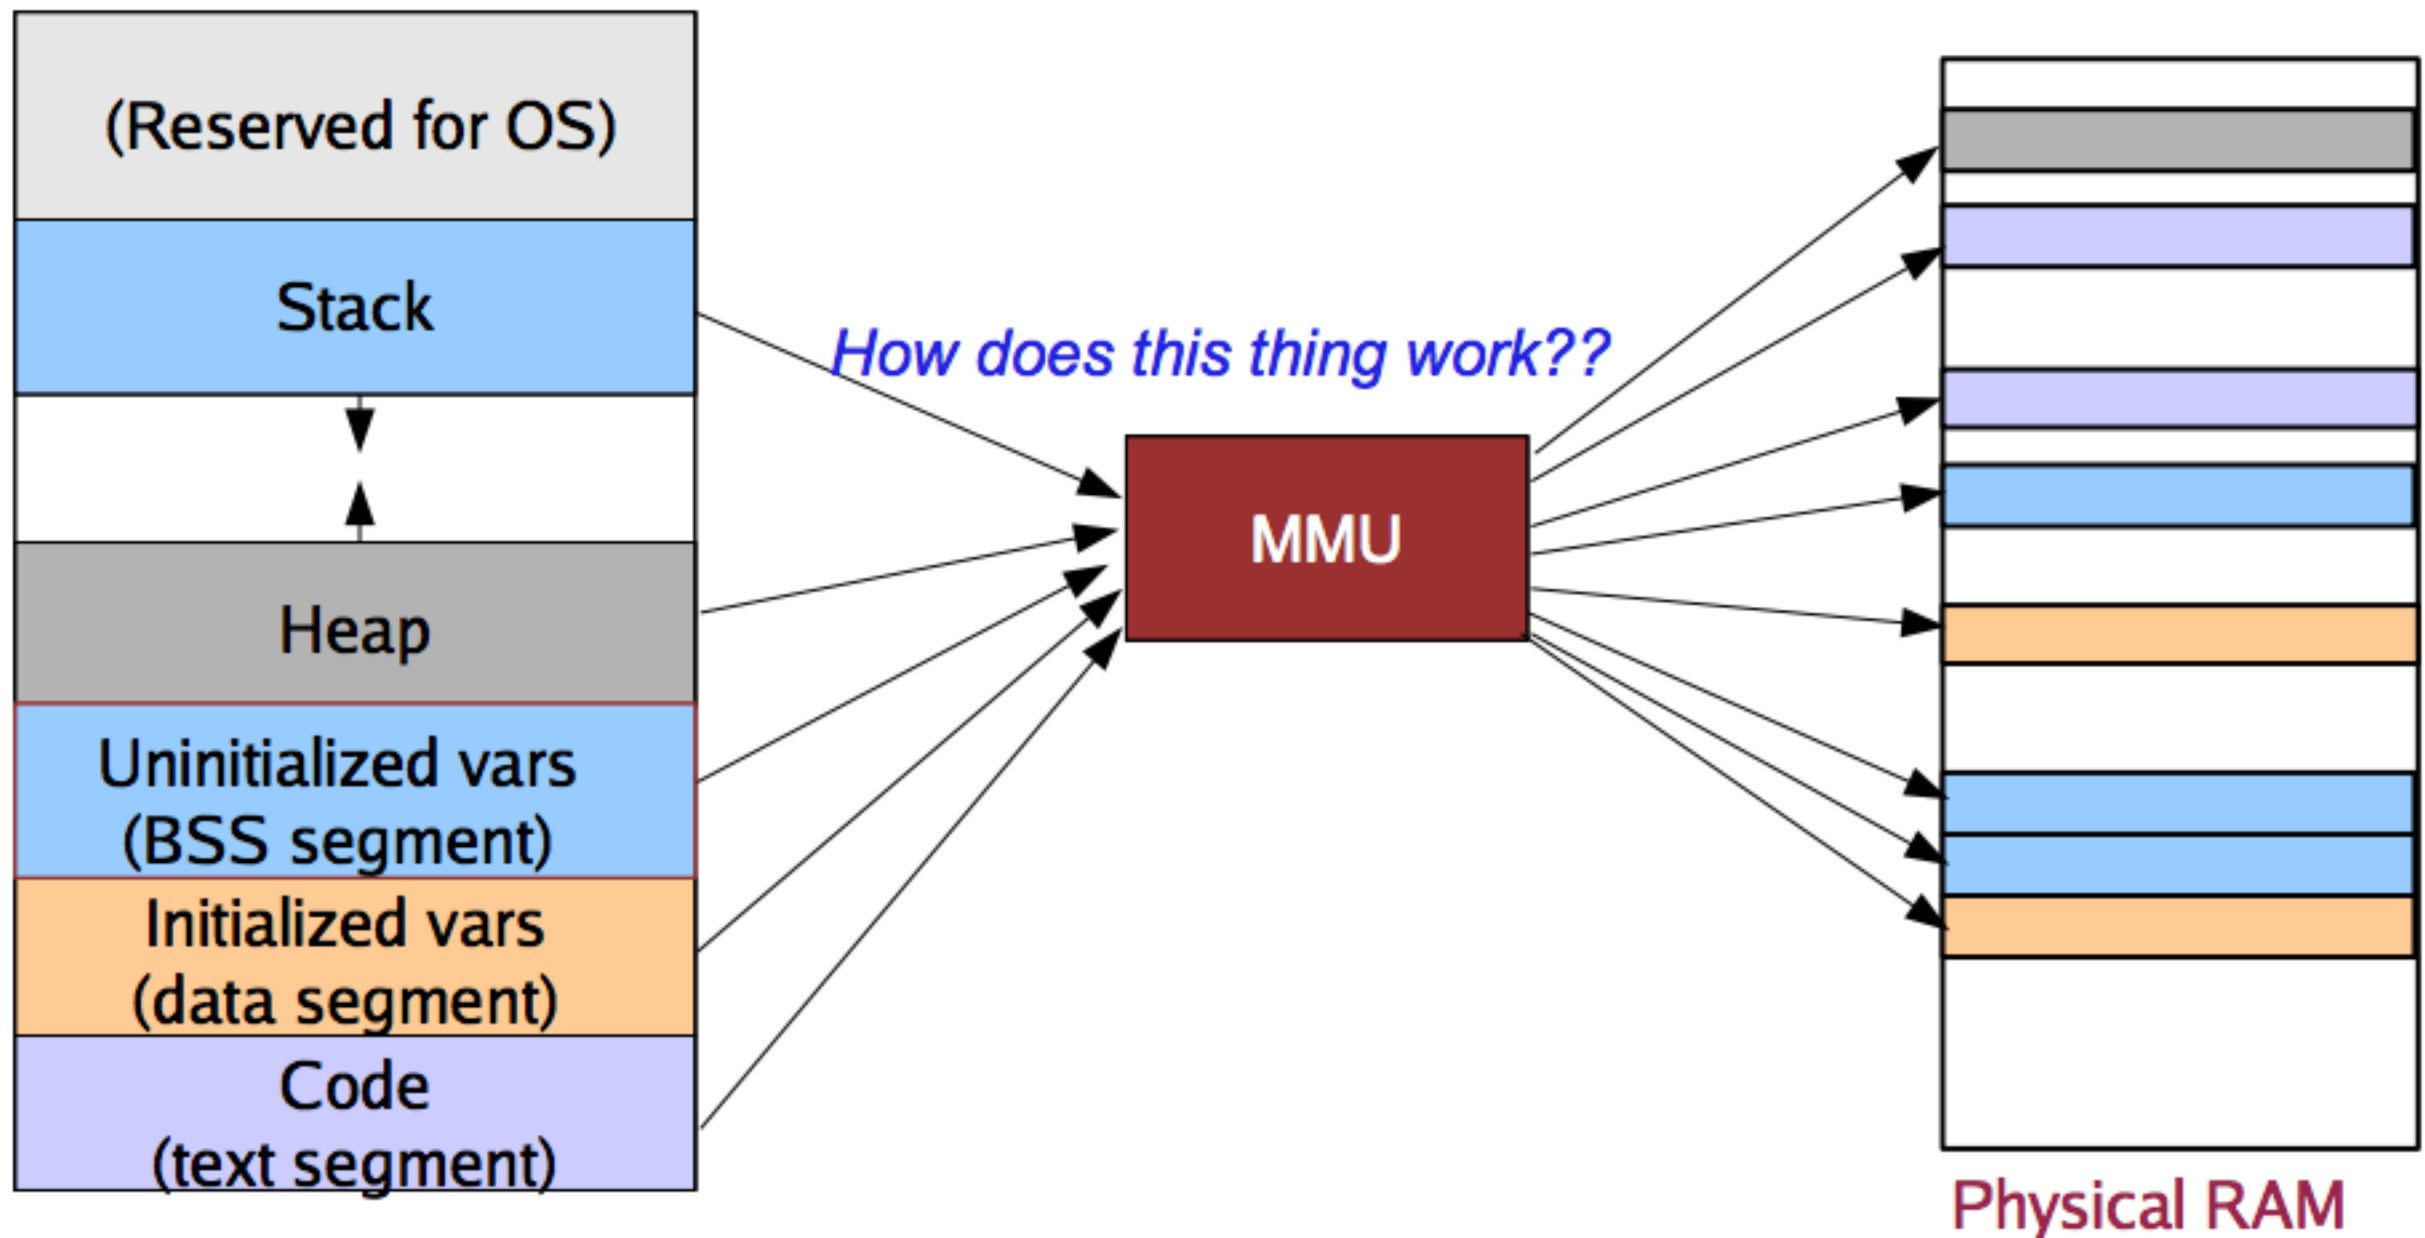 (Reserved for OS)
Stack
How does this thing work??
MMU
Heap
Uninitialized vars
(BSS segment)
Initialized vars
(data segment)
Code
(text segment)
Physical RAM